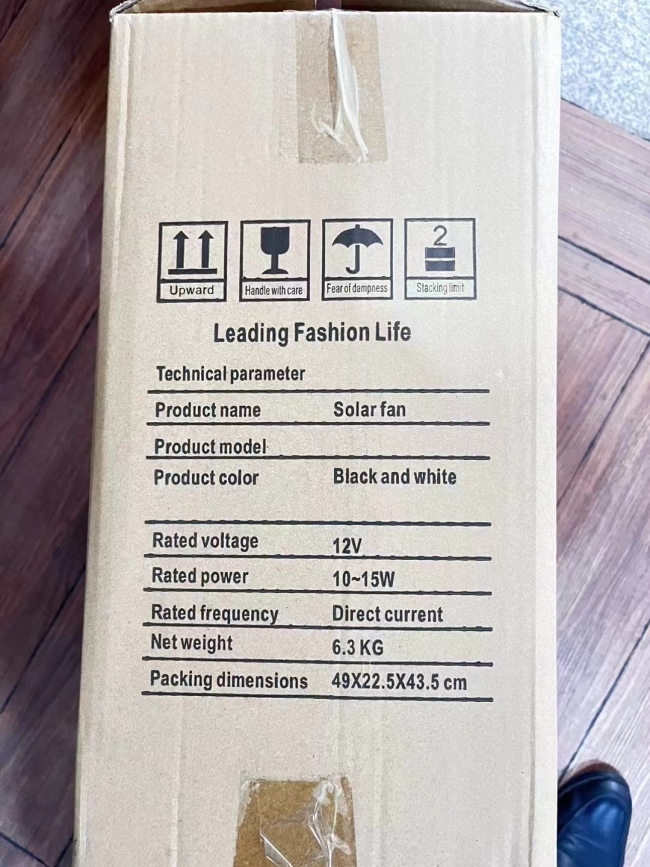 Upward
Handle with care
Fear of dampness
2
Stacking limit
Leading Fashion Life
Technical parameter
Product name Solar fan
Product model
Product color Black and white
Rated voltage 12V
Rated power 10~15W
Rated frequency Direct current
Net weight 6.3 KG
Packing dimensions 49X22.5X43.5 cm